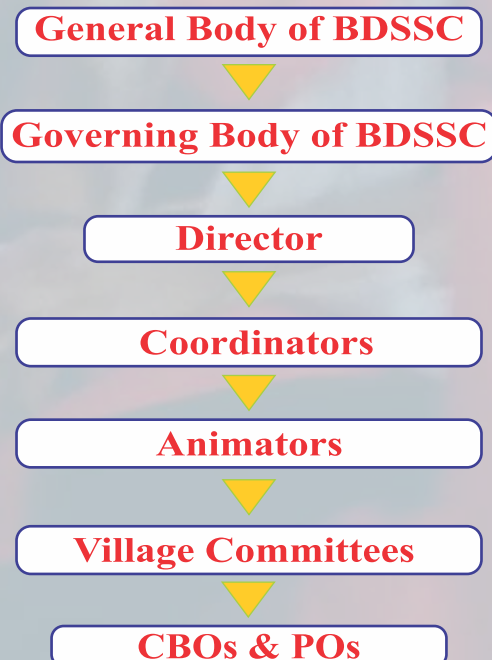 General Body of BDSSC
Governing Body of BDSSC
Director
Coordinators
Animators
Village Committees
CBOs & POs